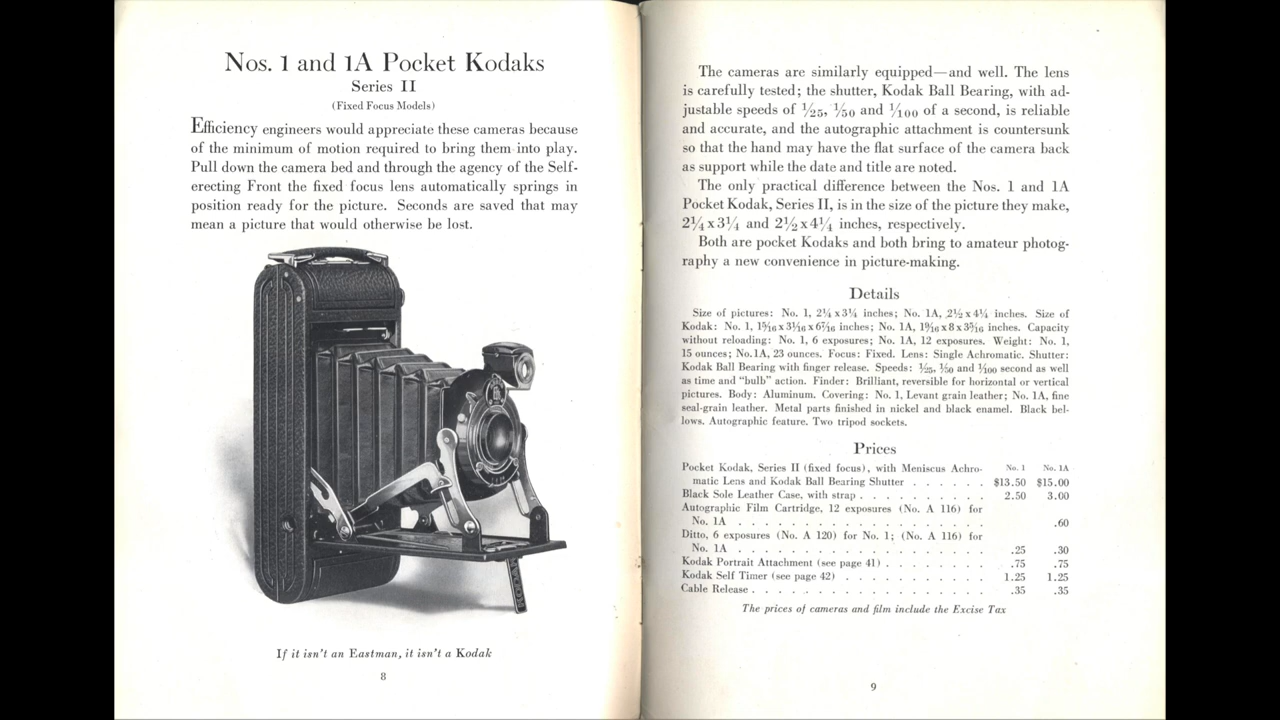 Nos. 1 and 1A Pocket Kodaks
Series II
(Fixed Focus Models)
Efficiency engineers would appreciate these cameras because
of the minimum of motion required to bring them into play.
Pull down the camera bed and through the agency of the Self-
erecting Front the fixed focus lens automatically springs in
position ready for the picture. Seconds are saved that may
mean a picture that would otherwise be lost.
KODAK
If it isn't an Eastman, it isn't a Kodak
8
The cameras are similarly equipped—and well. The lens
is carefully tested; the shutter, Kodak Ball Bearing, with ad-
justable speeds of 1/25, 1/50 and 1/100 of a second, is reliable
and accurate, and the autographic attachment is countersunk
so that the hand may have the flat surface of the camera back
as support while the date and title are noted.
The only practical difference between the Nos. 1 and 1A
Pocket Kodak, Series II, is in the size of the picture they make,
2¼ x 3¼ and 2½ x 4¼ inches, respectively.
Both are pocket Kodaks and both bring to amateur photog-
raphy a new convenience in picture-making.
Details
Size of pictures: No. 1, 2¼ x 3¼ inches; No. 1A, 2½ x 4¼ inches. Size of
Kodak: No. 1, 1 5/16 x 3 1/16 x 6 7/16 inches; No. 1A, 1 9/16 x 8 x 3 5/16 inches. Capacity
without reloading: No. 1, 6 exposures; No. 1A, 12 exposures. Weight: No. 1,
15 ounces; No.1A, 23 ounces. Focus: Fixed. Lens: Single Achromatic. Shutter:
Kodak Ball Bearing with finger release. Speeds: 1/25, 1/50 and 1/100 second as well
as time and "bulb" action. Finder: Brilliant, reversible for horizontal or vertical
pictures. Body: Aluminum. Covering: No. 1, Levant grain leather; No. 1A, fine
seal-grain leather. Metal parts finished in nickel and black enamel. Black bel-
lows. Autographic feature. Two tripod sockets.
Prices
Pocket Kodak, Series II (fixed focus), with Meniscus Achro- No. 1 No. 1A
matic Lens and Kodak Ball Bearing Shutter . . . . . . $13.50 $15.00
Black Sole Leather Case, with strap . . . . . . . . . . 2.50 3.00
Autographic Film Cartridge, 12 exposures (No. A 116) for
No. 1A . . . . . . . . . . . . . . . . . . . .60
Ditto, 6 exposures (No. A 120) for No. 1; (No. A 116) for
No. 1A . . . . . . . . . . . . . . . . . . . .25 .30
Kodak Portrait Attachment (see page 41) . . . . . . . . .75 .75
Kodak Self Timer (see page 42) . . . . . . . . . . . 1.25 1.25
Cable Release . . . . . . . . . . . . . . . . . . .35 .35
The prices of cameras and film include the Excise Tax
9